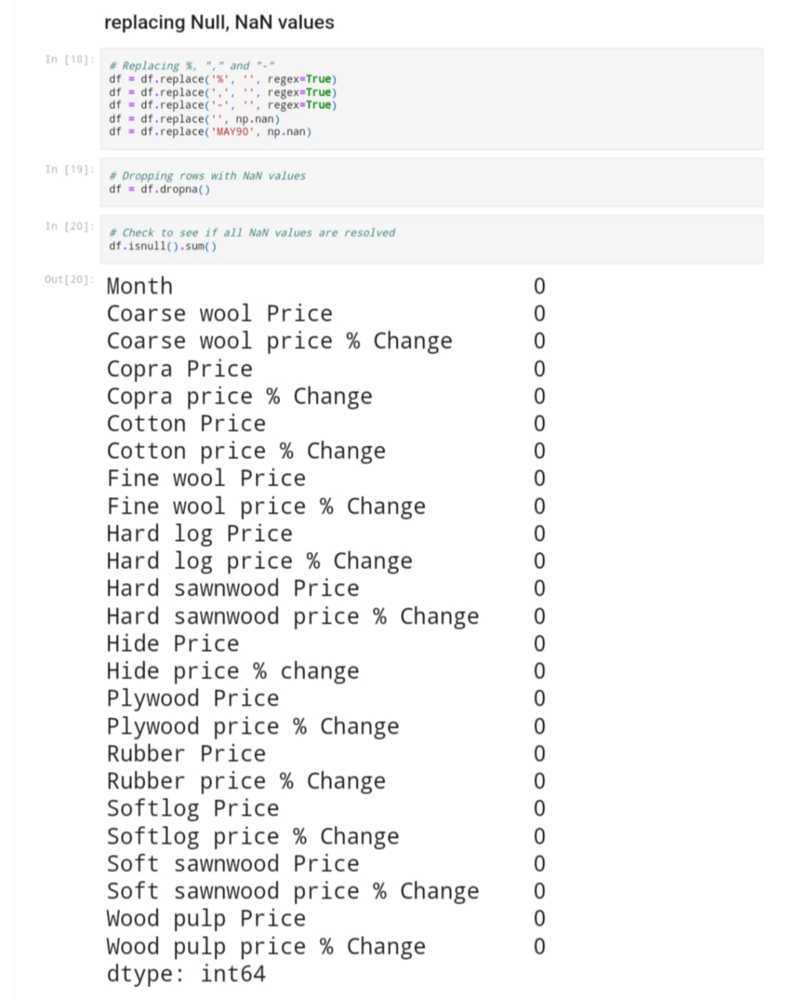 replacing Null, NaN values
In [18]:
# Replacing %, "," and "-"
df = df.replace('%', '', regex=True)
df = df.replace(',', '', regex=True)
df = df.replace('-', '', regex=True)
df = df.replace('', np.nan)
df = df.replace('MAY90', np.nan)
In [19]:
# Dropping rows with NaN values
df = df.dropna()
In [20]:
# Check to see if all NaN values are resolved
df.isnull().sum()
Out[20]:
Month 0
Coarse wool Price 0
Coarse wool price % Change 0
Copra Price 0
Copra price % Change 0
Cotton Price 0
Cotton price % Change 0
Fine wool Price 0
Fine wool price % Change 0
Hard log Price 0
Hard log price % Change 0
Hard sawnwood Price 0
Hard sawnwood price % Change 0
Hide Price 0
Hide price % change 0
Plywood Price 0
Plywood price % Change 0
Rubber Price 0
Rubber price % Change 0
Softlog Price 0
Softlog price % Change 0
Soft sawnwood Price 0
Soft sawnwood price % Change 0
Wood pulp Price 0
Wood pulp price % Change 0
dtype: int64